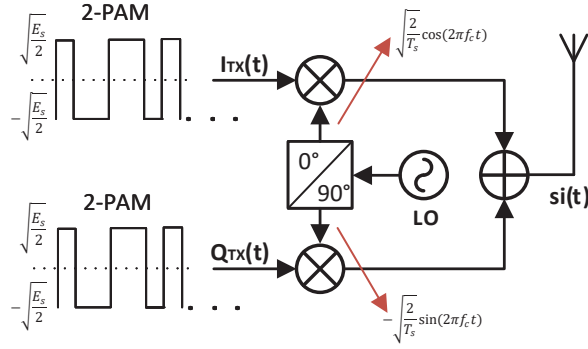 2-PAM
√(E_s/2)
-√(E_s/2)
I_TX(t)
√(2/T_s) cos(2πf_c t)
0°
90°
LO
si(t)
2-PAM
√(E_s/2)
-√(E_s/2)
Q_TX(t)
-√(2/T_s) sin(2πf_c t)